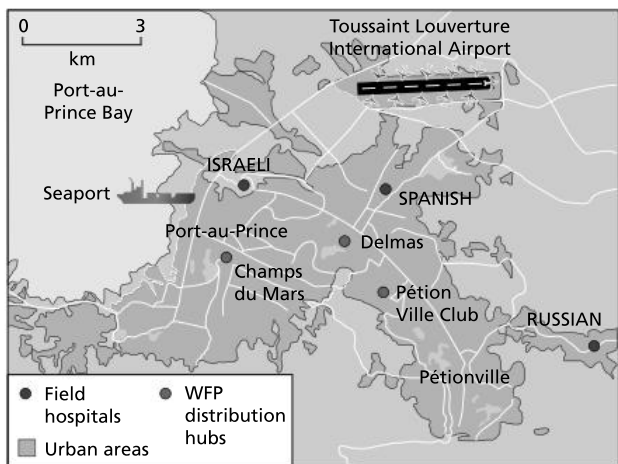 0 3
km
Toussaint Louverture
International Airport
Port-au-
Prince Bay
ISRAELI
Seaport
SPANISH
Port-au-Prince
Delmas
Champs
du Mars
Pétion
Ville Club
RUSSIAN
Pétionville
Field
hospitals
WFP
distribution
hubs
Urban areas